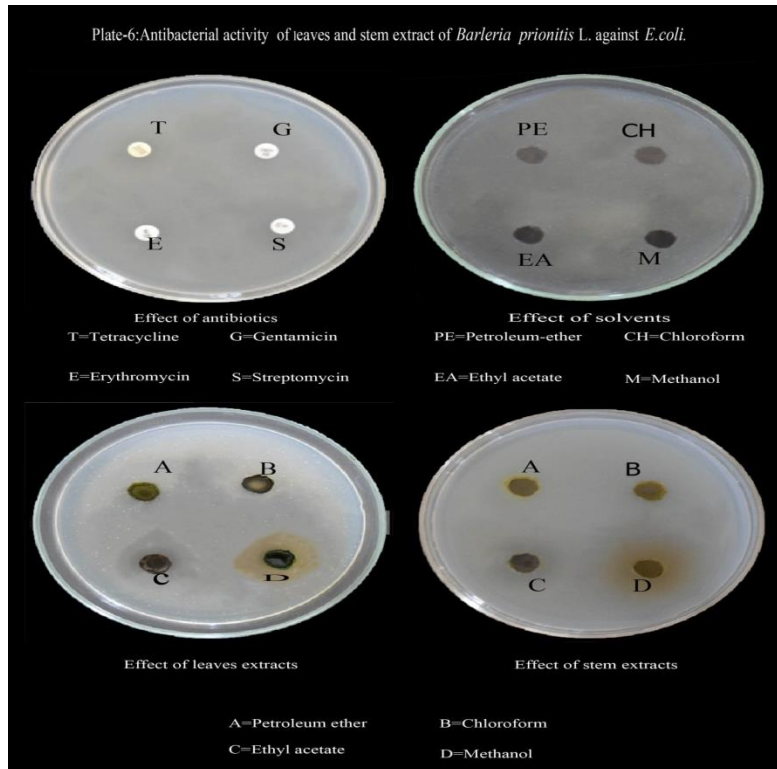 Plate-6:Antibacterial activity of leaves and stem extract of Barleria prionitis L. against E.coli.
T G
E S
PE CH
EA M
Effect of antibiotics
T=Tetracycline G=Gentamicin
E=Erythromycin S=Streptomycin
Effect of solvents
PE=Petroleum-ether CH=Chloroform
EA=Ethyl acetate M=Methanol
A B
C D
A B
C D
Effect of leaves extracts
Effect of stem extracts
A=Petroleum ether B=Chloroform
C=Ethyl acetate D=Methanol